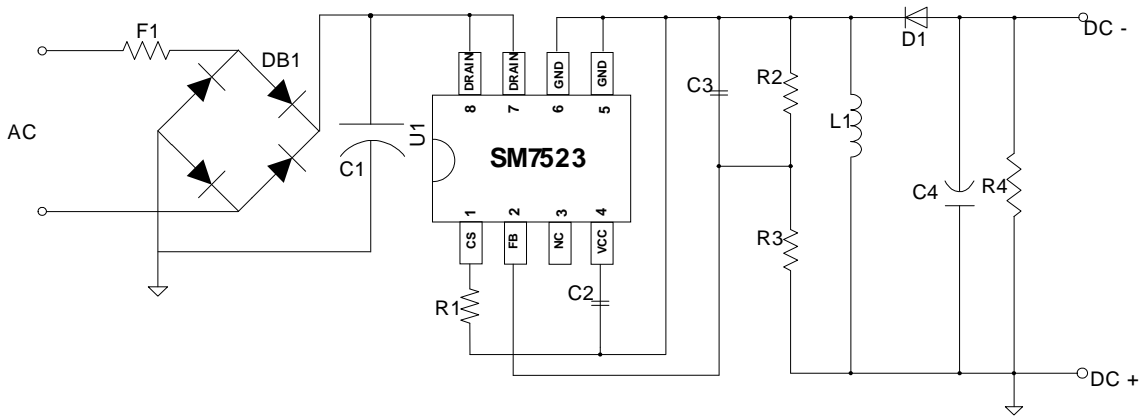 F1
DB1
AC
C1
U1
DRAIN
DRAIN
GND
GND
8
7
6
5
SM7523
1
2
3
4
CS
FB
NC
VCC
R1
C2
C3
R2
R3
L1
D1
C4
R4
DC -
DC +